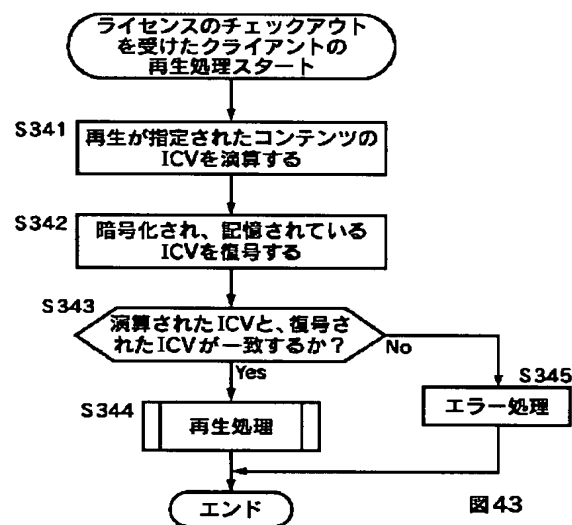 ライセンスのチェックアウト
を受けたクライアントの
再生処理スタート
S341
再生が指定されたコンテンツの
ICVを演算する
S342
暗号化され、記憶されている
ICVを復号する
S343
演算されたICVと、復号さ
れたICVが一致するか？
No
Yes
S344
再生処理
S345
エラー処理
エンド
図43